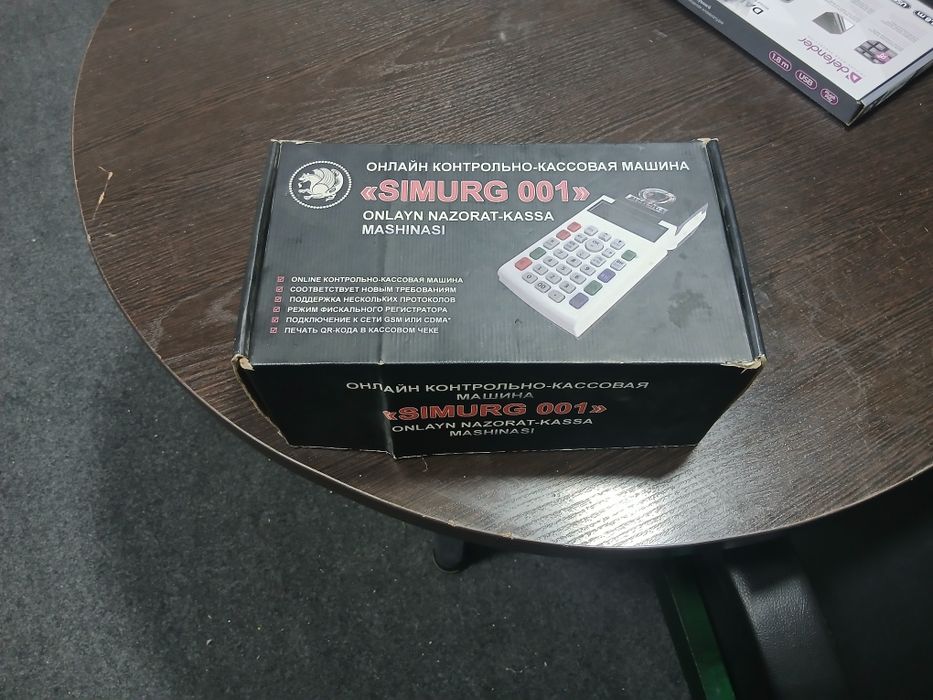 ОНЛАЙН КОНТРОЛЬНО-КАССОВАЯ МАШИНА
«SIMURG 001»
ONLAYN NAZORAT-KASSA
MASHINASI
ONLINE КОНТРОЛЬНО-КАССОВАЯ МАШИНА
СООТВЕТСТВУЕТ НОВЫМ ТРЕБОВАНИЯМ
ПОДДЕРЖКА НЕСКОЛЬКИХ ПРОТОКОЛОВ
РЕЖИМ ФИСКАЛЬНОГО РЕГИСТРАТОРА
ПОДКЛЮЧЕНИЕ К СЕТИ GSM ИЛИ CDMA*
ПЕЧАТЬ QR-КОДА В КАССОВОМ ЧЕКЕ
ОНЛАЙН КОНТРОЛЬНО-КАССОВАЯ
МАШИНА
«SIMURG 001»
ONLAYN NAZORAT-KASSA
MASHINASI
defender
1.8 m
USB